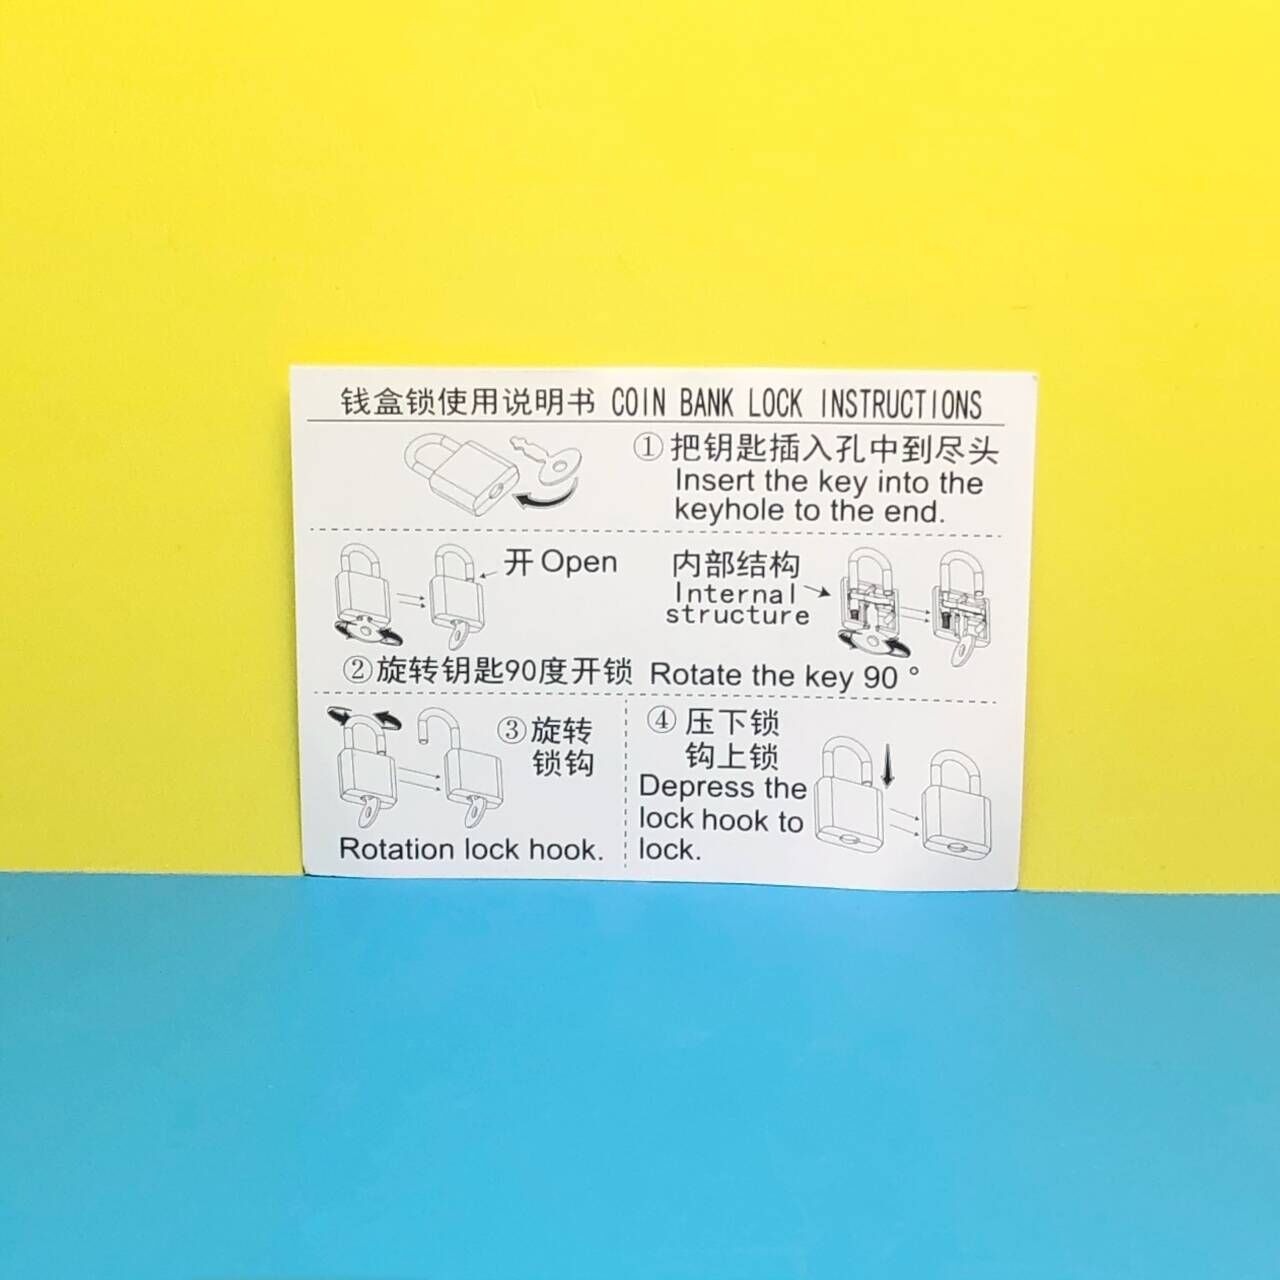 钱盒锁使用说明书 COIN BANK LOCK INSTRUCTIONS
① 把钥匙插入孔中到尽头
Insert the key into the
keyhole to the end.
开 Open
内部结构
Internal
structure
② 旋转钥匙90度开锁 Rotate the key 90 °
③ 旋转
锁钩
Rotation lock hook.
④ 压下锁
钩上锁
Depress the
lock hook to
lock.